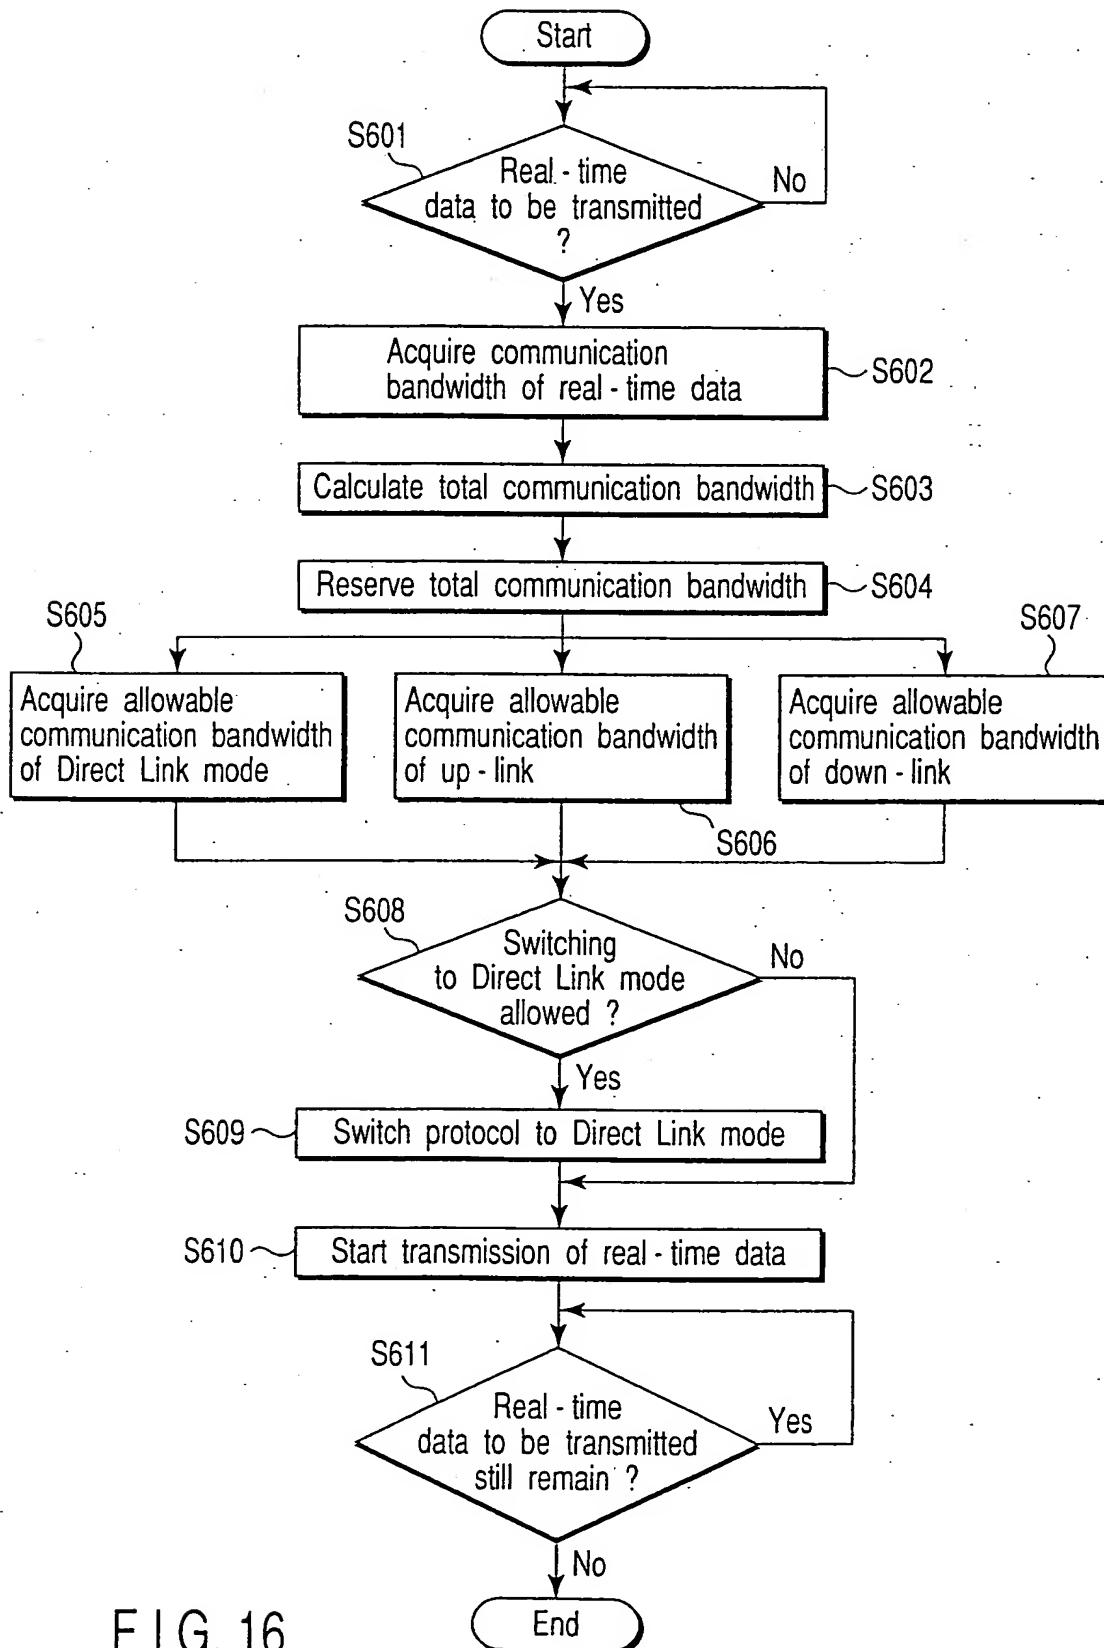 Start
S601
Real - time
data to be transmitted
?
No
Yes
Acquire communication
bandwidth of real - time data
S602
Calculate total communication bandwidth
S603
Reserve total communication bandwidth
S604
S605
S607
Acquire allowable
communication bandwidth
of Direct Link mode
Acquire allowable
communication bandwidth
of up - link
Acquire allowable
communication bandwidth
of down - link
S606
S608
Switching
to Direct Link mode
allowed ?
No
Yes
S609
Switch protocol to Direct Link mode
S610
Start transmission of real - time data
S611
Real - time
data to be transmitted
still remain ?
Yes
No
End
FIG. 16